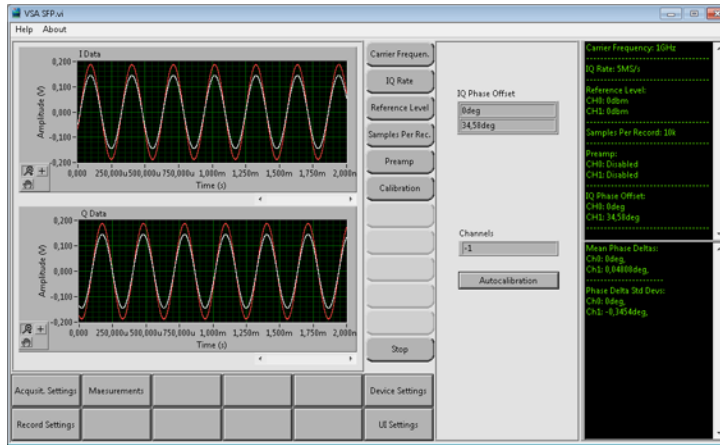 VSA SFP.vi
Help About
I Data
Amplitude (V)
0,200
0,100
0,000
-0,100
-0,200
0,000 250,000u 500,000u 750,000u 1,000m 1,250m 1,500m 1,750m 2,000m
Time (s)
Q Data
Amplitude (V)
0,200
0,100
0,000
-0,100
-0,200
0,000 250,000u 500,000u 750,000u 1,000m 1,250m 1,500m 1,750m 2,000m
Time (s)
Carrier Frequen.
IQ Rate
Reference Level
Samples Per Rec.
Preamp
Calibration
Stop
IQ Phase Offset
0deg
34,58deg
Channels
-1
Autocalibration
Carrier Frequency: 1GHz
IQ Rate: 5MS/s
Reference Level:
CH0: 0dbm
CH1: 0dbm
Samples Per Record: 10k
Preamp:
CH0: Disabled
CH1: Disabled
IQ Phase Offset:
CH0: 0deg
CH1: 34,58deg
Mean Phase Deltas:
Ch0: 0deg,
Ch1: 0,04808deg,
Phase Delta Std Devs:
Ch0: 0deg,
Ch1: -0,3454deg,
Acqusit. Settings
Maesurements
Device Settings
Record Settings
UI Settings